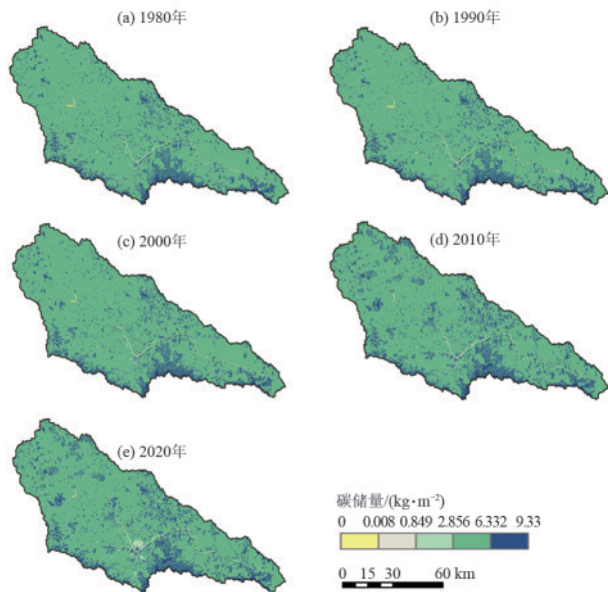 (a) 1980年
(b) 1990年
(c) 2000年
(d) 2010年
(e) 2020年
碳储量/(kg·m⁻²)
0 0.008 0.849 2.856 6.332 9.33
0 15 30 60 km